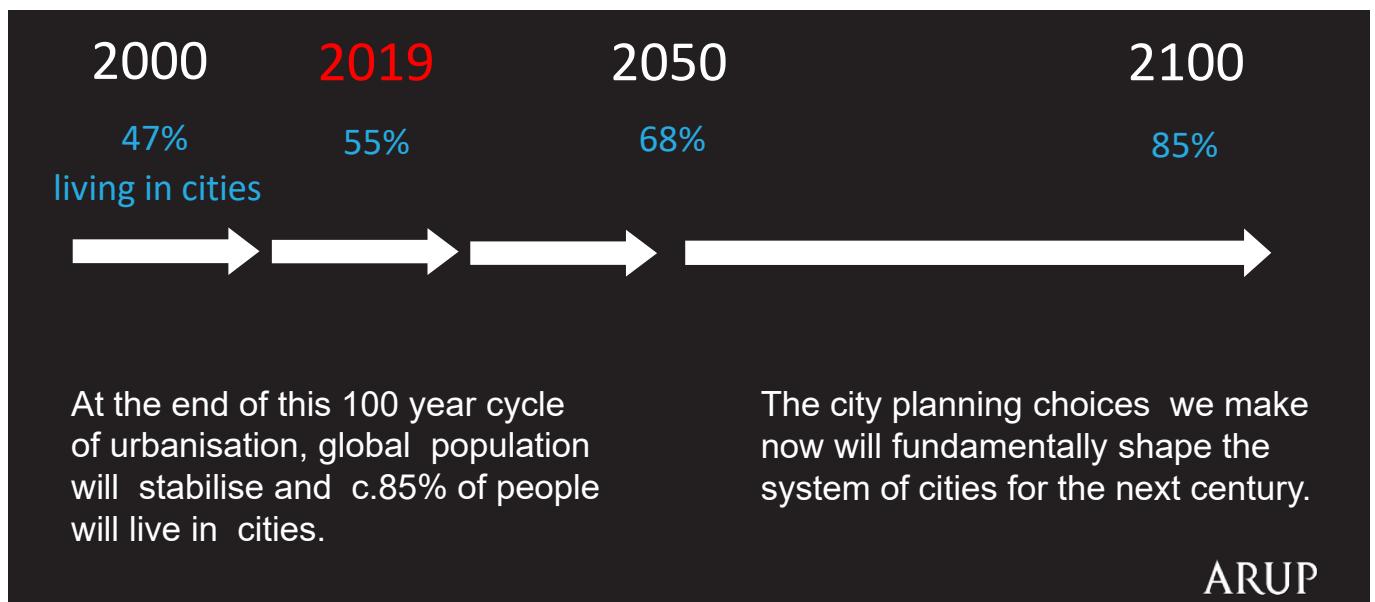 2000 2019 2050 2100
47% 55% 68% 85%
living in cities
At the end of this 100 year cycle
of urbanisation, global population
will stabilise and c.85% of people
will live in cities.
The city planning choices we make
now will fundamentally shape the
system of cities for the next century.
ARUP